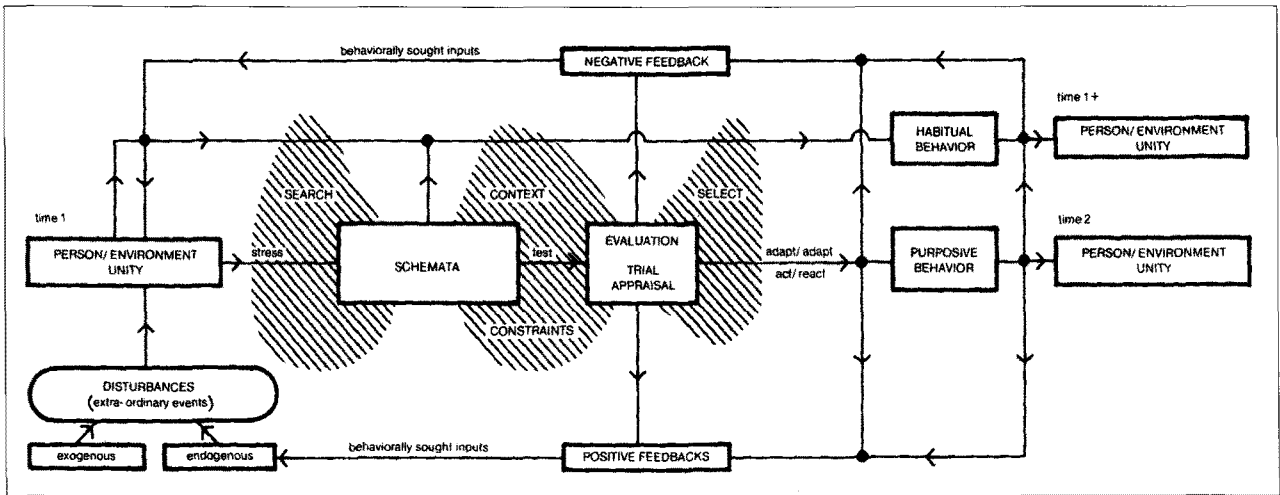 behaviorally sought inputs
NEGATIVE FEEDBACK
time 1+
HABITUAL
BEHAVIOR
PERSON/ ENVIRONMENT
UNITY
SEARCH
CONTEXT
SELECT
time 1
PERSON/ ENVIRONMENT
UNITY
stress
SCHEMATA
test
EVALUATION
TRIAL
APPRAISAL
adapt/ adapt
act/ react
PURPOSIVE
BEHAVIOR
time 2
PERSON/ ENVIRONMENT
UNITY
CONSTRAINTS
DISTURBANCES
(extra- ordinary events)
exogenous
endogenous
behaviorally sought inputs
POSITIVE FEEDBACKS